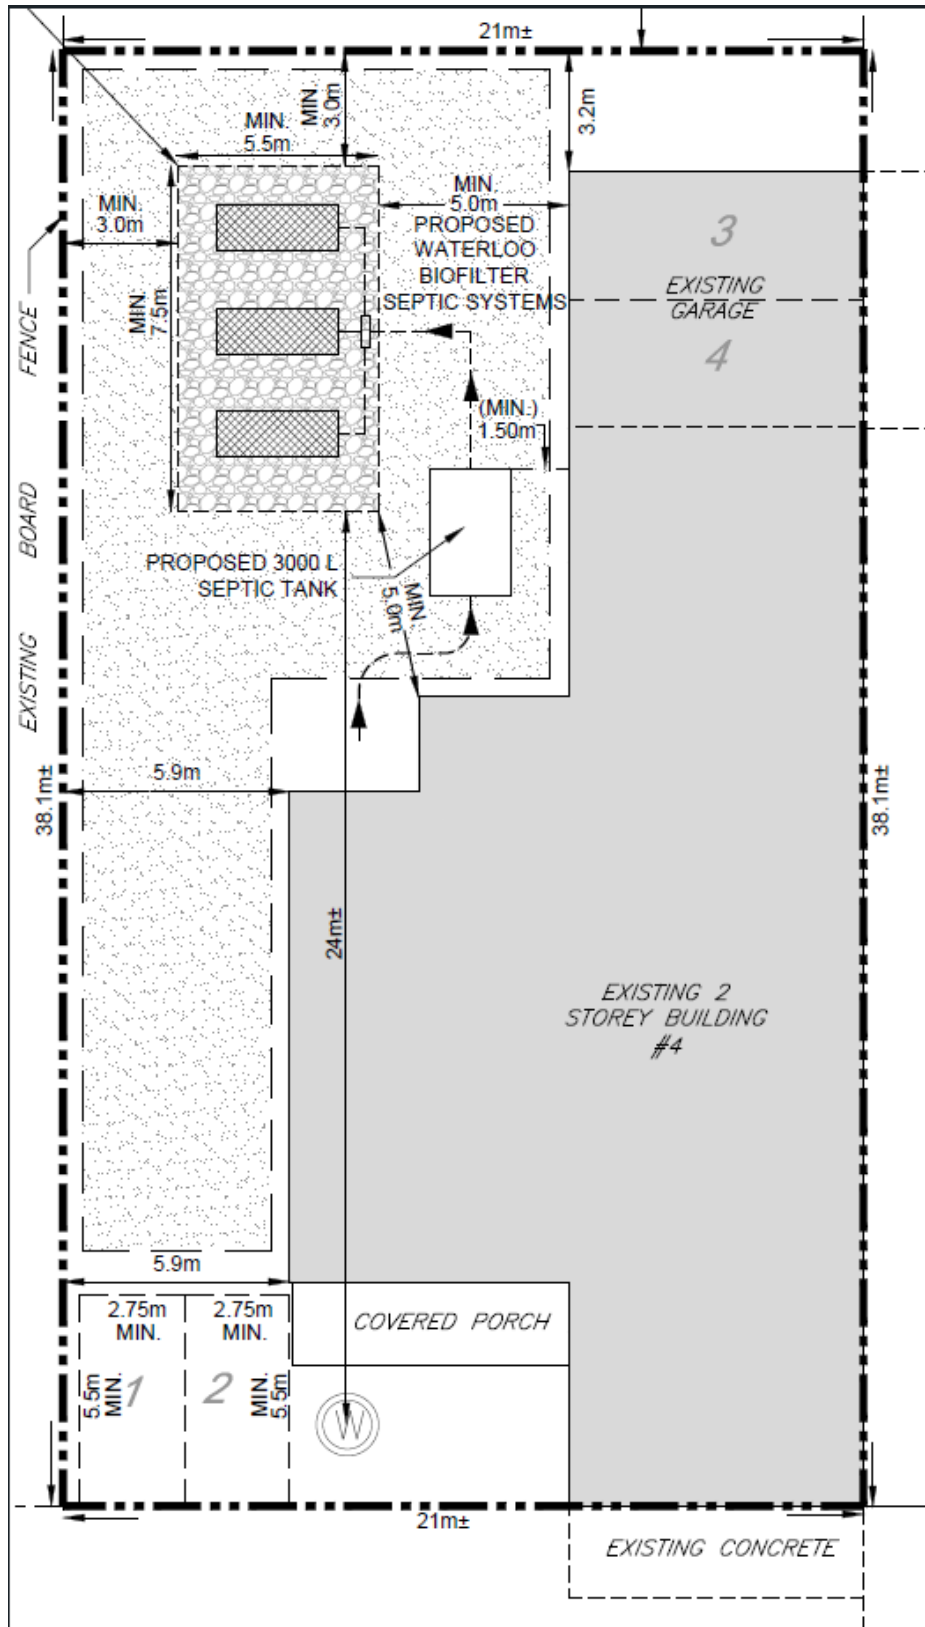 21m±
MIN.
3.0m
3.2m
MIN.
5.5m
MIN.
5.0m
MIN.
3.0m
MIN.
7.5m
PROPOSED
WATERLOO
BIOFILTER
SEPTIC SYSTEMS
3
EXISTING
GARAGE
4
(MIN.)
1.50m
EXISTING BOARD FENCE
PROPOSED 3000 L
SEPTIC TANK
MIN
5.0m
5.9m
38.1m±
38.1m±
24m±
EXISTING 2
STOREY BUILDING
#4
5.9m
2.75m
MIN.
2.75m
MIN.
COVERED PORCH
5.5m
MIN.
1
2
MIN.
5.5m
W
21m±
EXISTING CONCRETE